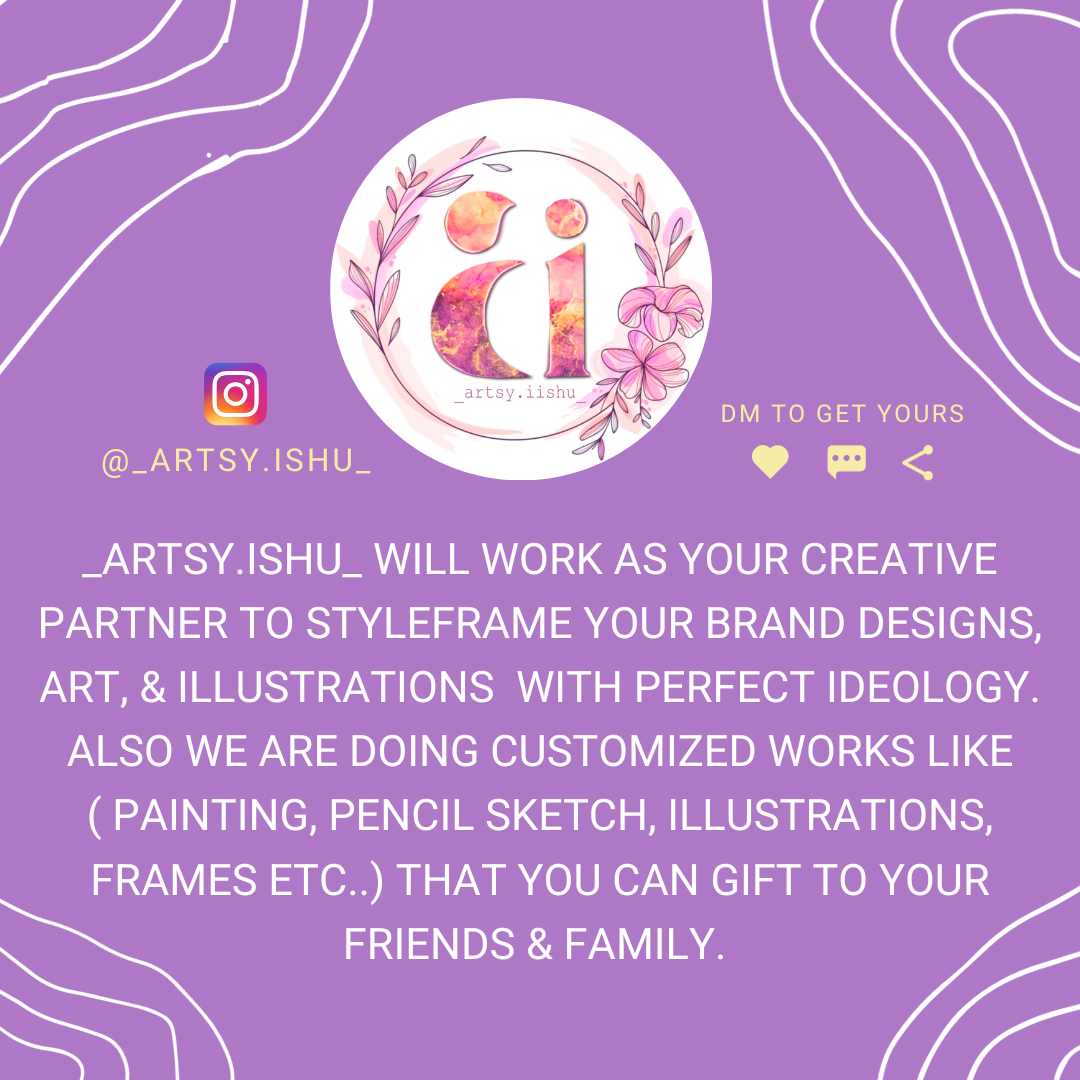 ai
_artsy.iishu_
@_ARTSY.ISHU_
DM TO GET YOURS
_ARTSY.ISHU_ WILL WORK AS YOUR CREATIVE
PARTNER TO STYLEFRAME YOUR BRAND DESIGNS,
ART, & ILLUSTRATIONS WITH PERFECT IDEOLOGY.
ALSO WE ARE DOING CUSTOMIZED WORKS LIKE
( PAINTING, PENCIL SKETCH, ILLUSTRATIONS,
FRAMES ETC..) THAT YOU CAN GIFT TO YOUR
FRIENDS & FAMILY.